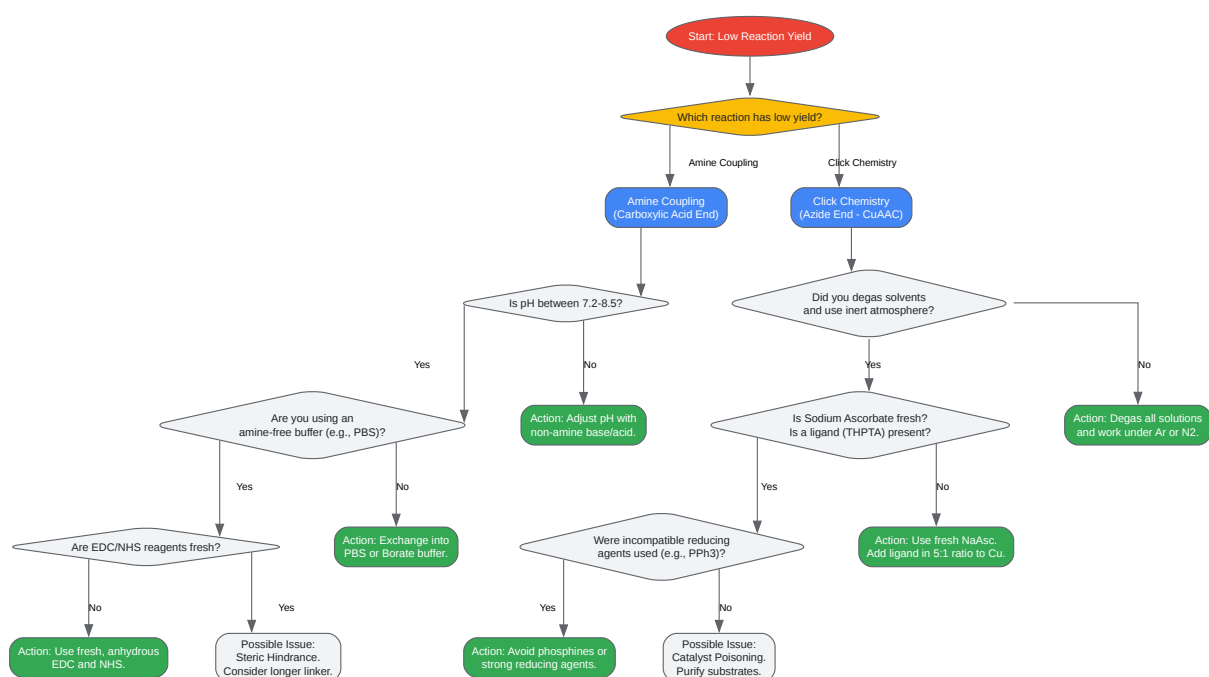 Start: Low Reaction Yield
Which reaction has low yield?
Amine Coupling
Click Chemistry
Amine Coupling
(Carboxylic Acid End)
Click Chemistry
(Azide End - CuAAC)
Is pH between 7.2-8.5?
Did you degas solvents
and use inert atmosphere?
Yes
No
Yes
No
Are you using an
amine-free buffer (e.g., PBS)?
Action: Adjust pH with
non-amine base/acid.
Is Sodium Ascorbate fresh?
Is a ligand (THPTA) present?
Action: Degas all solutions
and work under Ar or N2.
Yes
No
Yes
No
Are EDC/NHS reagents fresh?
Action: Exchange into
PBS or Borate buffer.
Were incompatible reducing
agents used (e.g., PPh3)?
Action: Use fresh NaAsc.
Add ligand in 5:1 ratio to Cu.
No
Yes
Yes
No
Action: Use fresh, anhydrous
EDC and NHS.
Possible Issue:
Steric Hindrance.
Consider longer linker.
Action: Avoid phosphines or
strong reducing agents.
Possible Issue:
Catalyst Poisoning.
Purify substrates.